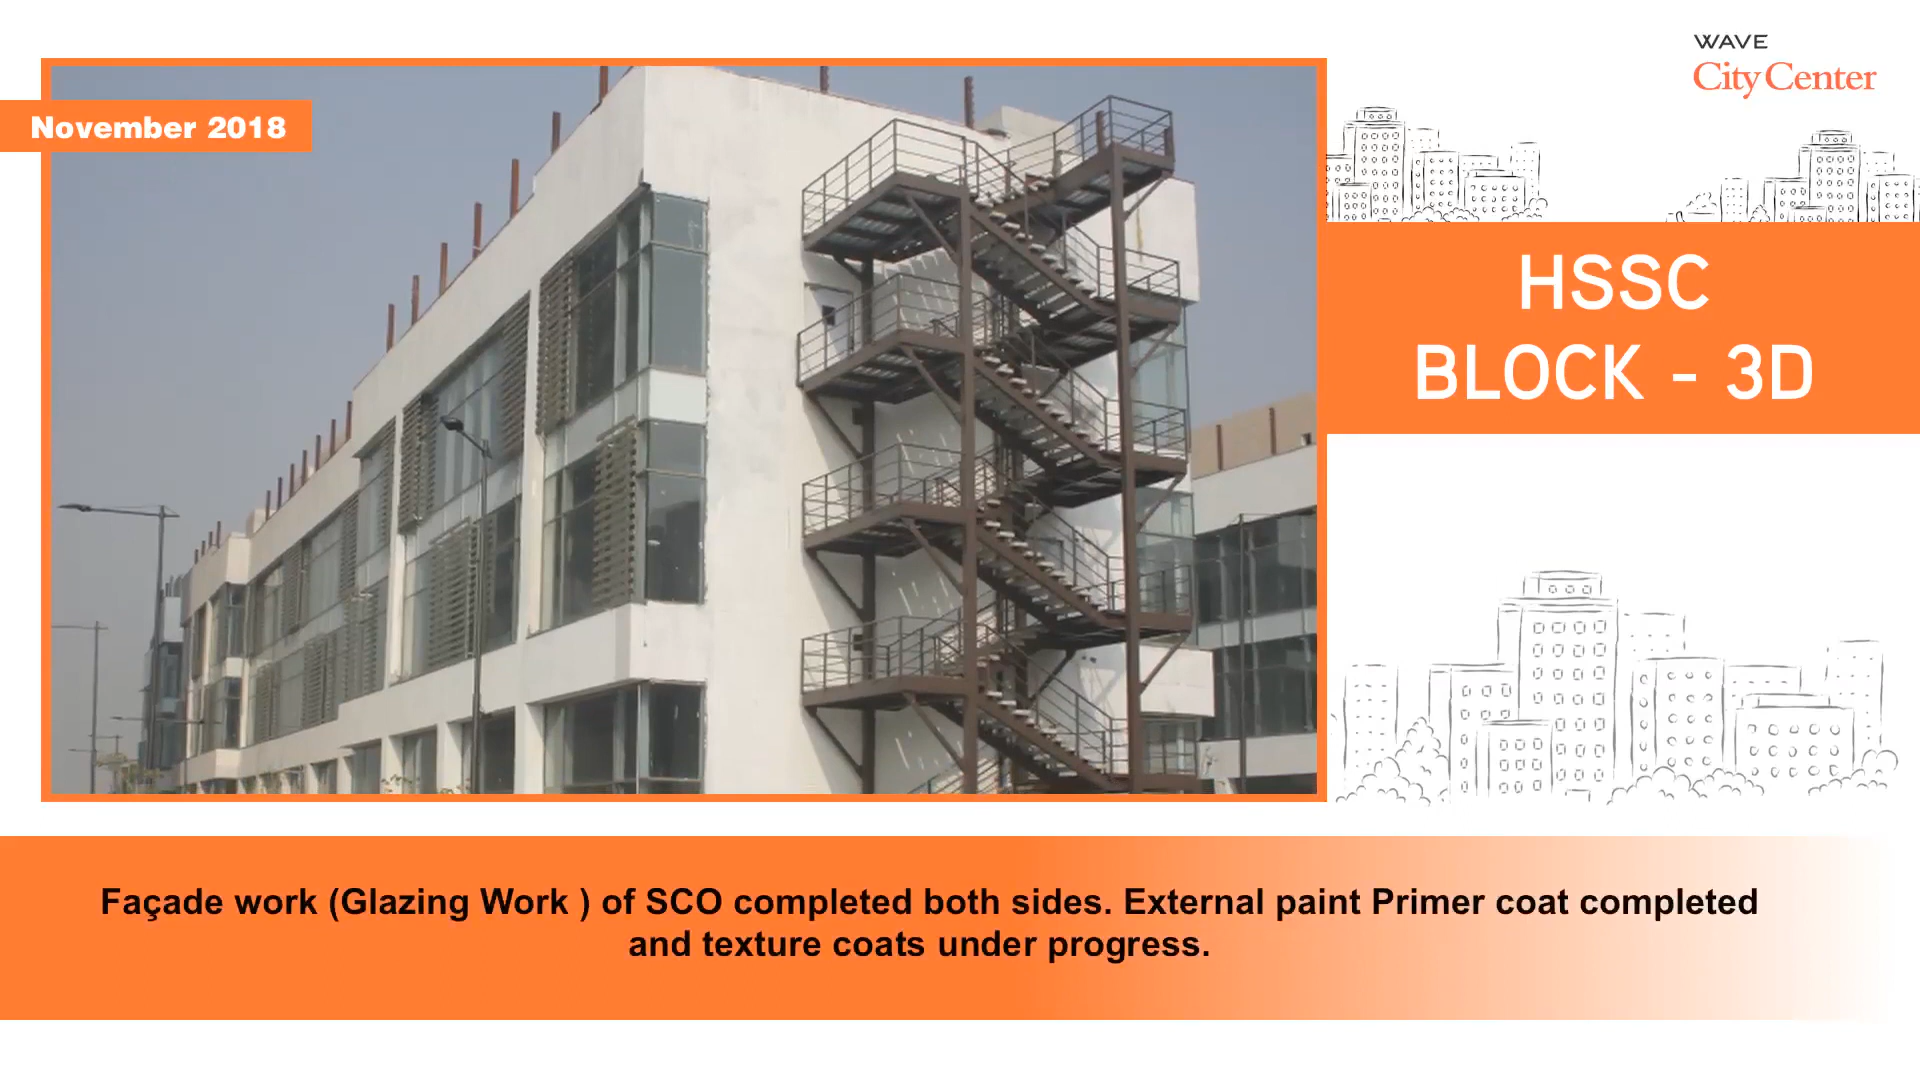 WAVE
City Center
November 2018
HSSC
BLOCK - 3D
Façade work (Glazing Work ) of SCO completed both sides. External paint Primer coat completed
and texture coats under progress.